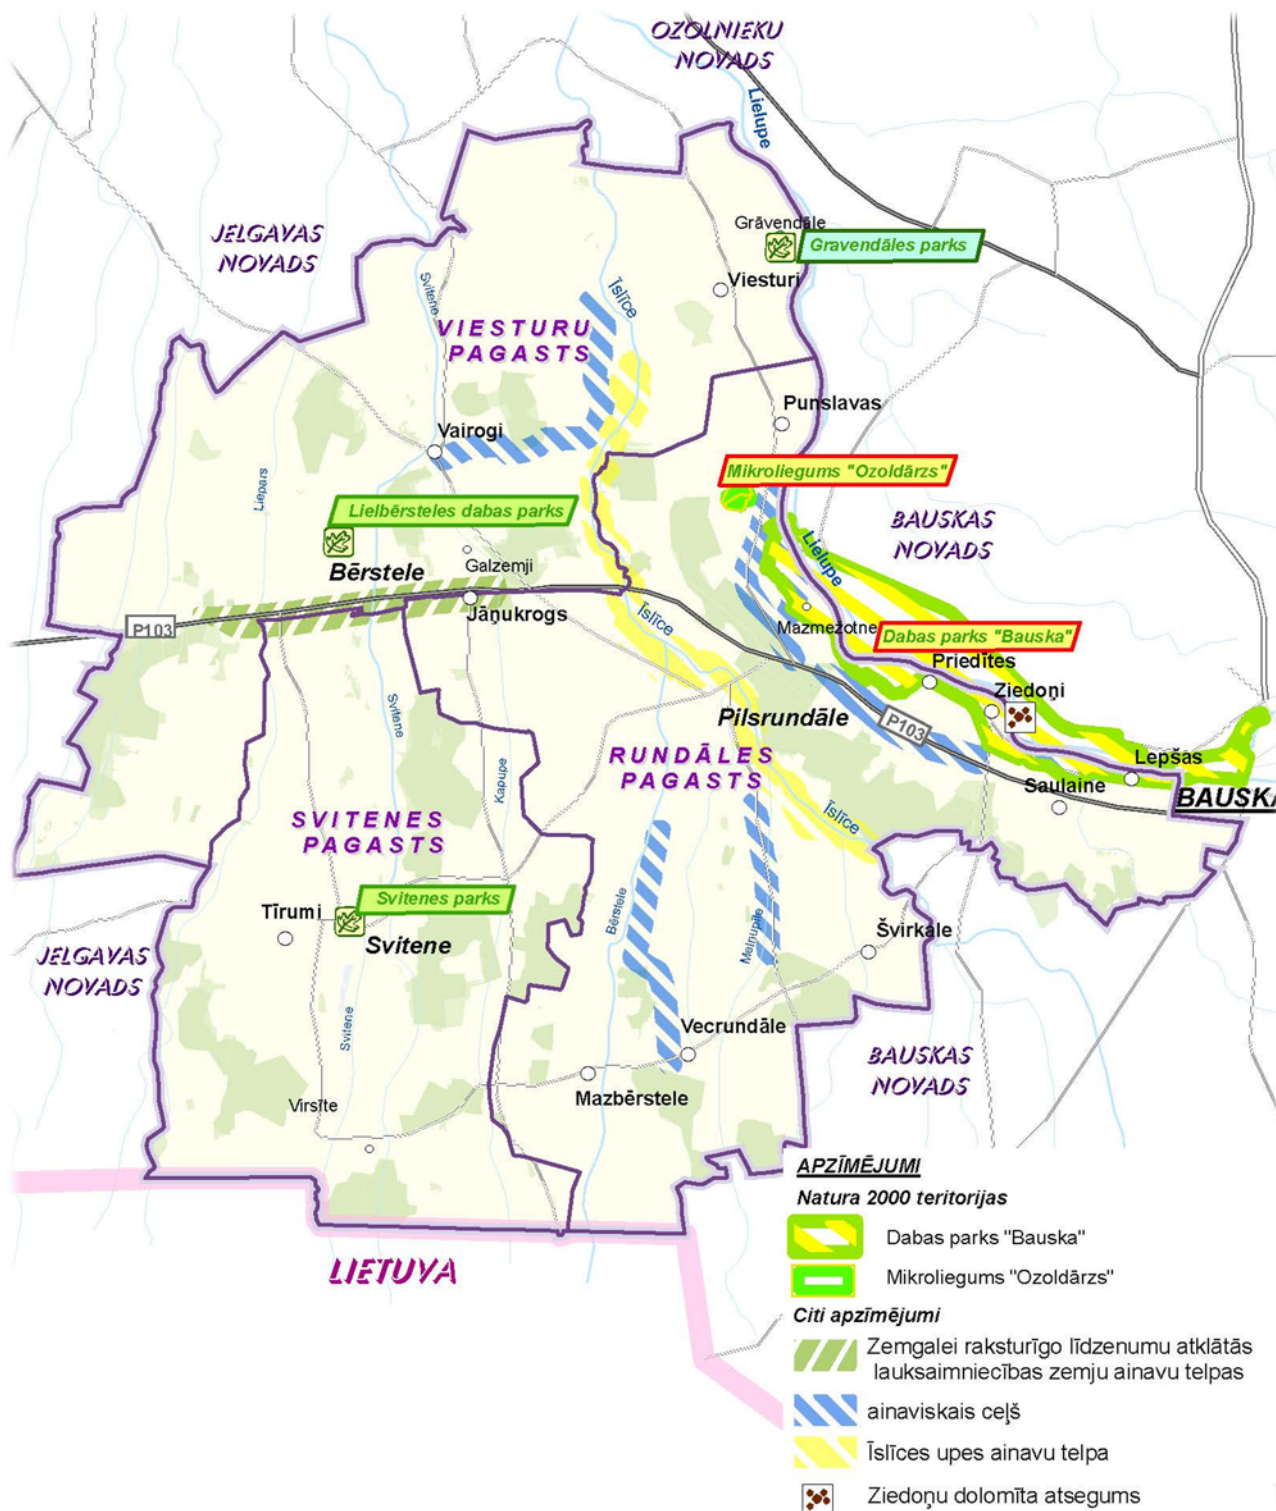 OZOLNIEKU
NOVADS
Lielupe
JELGAVAS
NOVADS
Grāvendāle
Gravendāles parks
Svitene
Īslīce
Viesturi
VIESTURU
PAGASTS
Punslavas
Vairogi
Mikroliegums "Ozoldārzs"
Liepars
Lielbērsteles dabas parks
BAUSKAS
NOVADS
Lielupe
Bērstele
Galzemji
Jāņukrogs
P103
Īslīce
Mazmežotne
Dabas parks "Bauska"
Priedītes
Ziedoņi
Svitene
Pilsrundāle
P103
RUNDĀLES
PAGASTS
Kapupe
Lepšas
Saulaine
BAUSKA
SVITENES
PAGASTS
Īslīce
Svitenes parks
Tīrumi
Svitene
Bērstele
Švirkale
JELGAVAS
NOVADS
Svitene
Vecrundāle
BAUSKAS
NOVADS
Mazbērstele
Virsīte
LIETUVA
APZĪMĒJUMI
Natura 2000 teritorijas
Dabas parks "Bauska"
Mikroliegums "Ozoldārzs"
Citi apzīmējumi
Zemgalei raksturīgo līdzenumu atklātās
lauksaimniecības zemju ainavu telpas
ainaviskais ceļš
Īslīces upes ainavu telpa
Ziedoņu dolomīta atsegums